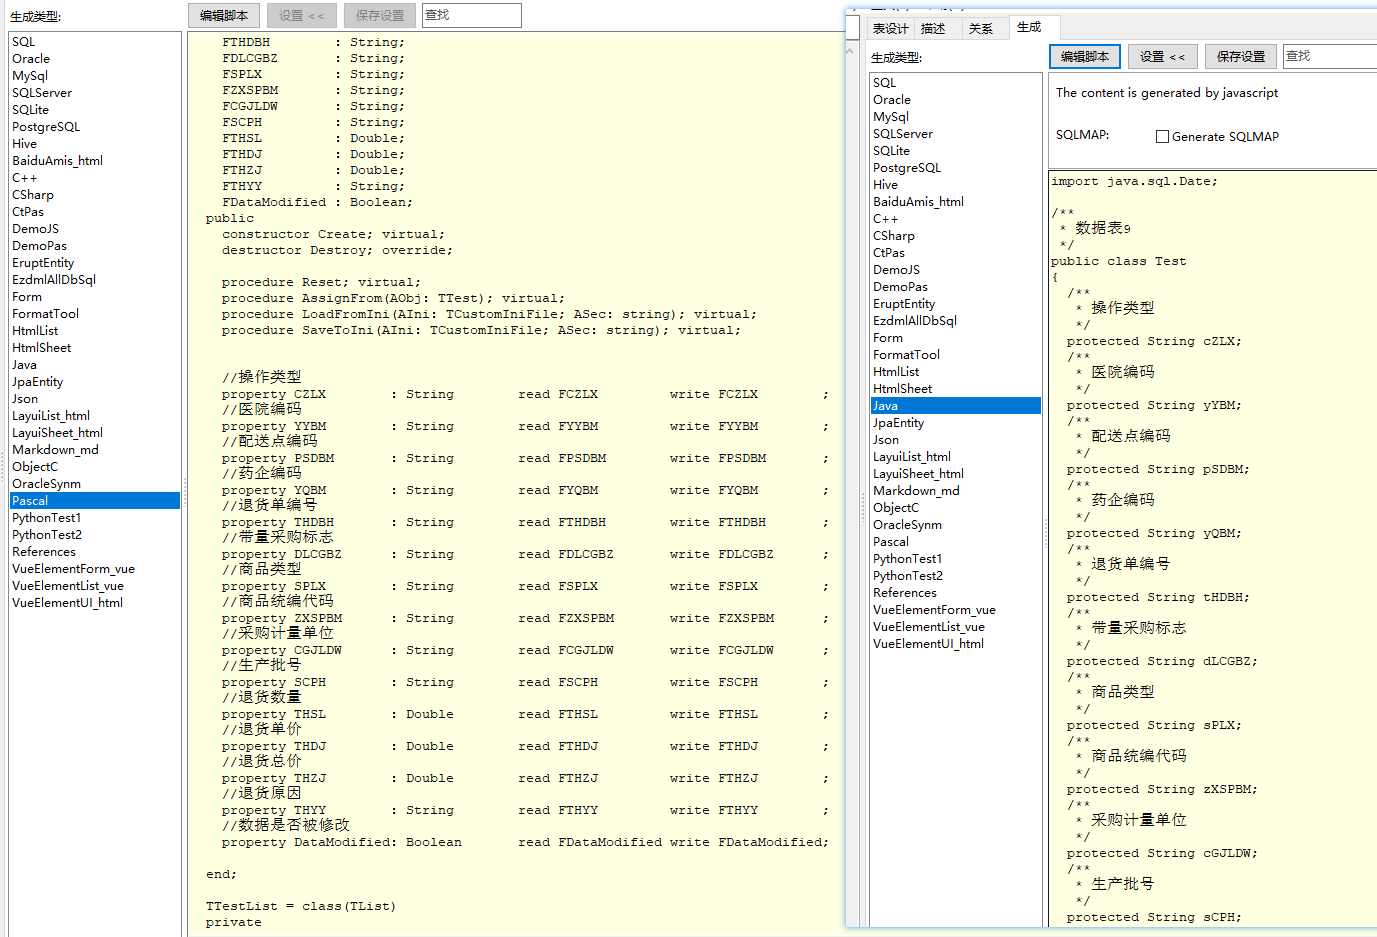 生成类型:
编辑脚本
设置 <<
保存设置
查找
SQL
Oracle
MySql
SQLServer
SQLite
PostgreSQL
Hive
BaiduAmis_html
C++
CSharp
CtPas
DemoJS
DemoPas
EruptEntity
EzdmlAllDbSql
Form
FormatTool
HtmlList
HtmlSheet
Java
JpaEntity
Json
LayuiList_html
LayuiSheet_html
Markdown_md
ObjectC
OracleSynm
Pascal
PythonTest1
PythonTest2
References
VueElementForm_vue
VueElementList_vue
VueElementUI_html
FTHDBH : String;
FDLCGBZ : String;
FSPLX : String;
FZXSPBM : String;
FCGJLDW : String;
FSCPH : String;
FTHSL : Double;
FTHDJ : Double;
FTHZJ : Double;
FTHYY : String;
FDataModified : Boolean;
public
constructor Create; virtual;
destructor Destroy; override;
procedure Reset; virtual;
procedure AssignFrom(AObj: TTest); virtual;
procedure LoadFromIni(AIni: TCustomIniFile; ASec: string); virtual;
procedure SaveToIni(AIni: TCustomIniFile; ASec: string); virtual;
//操作类型
property CZLX : String read FCZLX write FCZLX ;
//医院编码
property YYBM : String read FYYBM write FYYBM ;
//配送点编码
property PSDBM : String read FPSDBM write FPSDBM ;
//药企编码
property YQBM : String read FYQBM write FYQBM ;
//退货单编号
property THDBH : String read FTHDBH write FTHDBH ;
//带量采购标志
property DLCGBZ : String read FDLCGBZ write FDLCGBZ ;
//商品类型
property SPLX : String read FSPLX write FSPLX ;
//商品统编代码
property ZXSPBM : String read FZXSPBM write FZXSPBM ;
//采购计量单位
property CGJLDW : String read FCGJLDW write FCGJLDW ;
//生产批号
property SCPH : String read FSCPH write FSCPH ;
//退货数量
property THSL : Double read FTHSL write FTHSL ;
//退货单价
property THDJ : Double read FTHDJ write FTHDJ ;
//退货总价
property THZJ : Double read FTHZJ write FTHZJ ;
//退货原因
property THYY : String read FTHYY write FTHYY ;
//数据是否被修改
property DataModified: Boolean read FDataModified write FDataModified;
end;
TTestList = class(TList)
private
表设计
描述
关系
生成
生成类型:
编辑脚本
设置 <<
保存设置
查找
SQL
Oracle
MySql
SQLServer
SQLite
PostgreSQL
Hive
BaiduAmis_html
C++
CSharp
CtPas
DemoJS
DemoPas
EruptEntity
EzdmlAllDbSql
Form
FormatTool
HtmlList
HtmlSheet
Java
JpaEntity
Json
LayuiList_html
LayuiSheet_html
Markdown_md
ObjectC
OracleSynm
Pascal
PythonTest1
PythonTest2
References
VueElementForm_vue
VueElementList_vue
VueElementUI_html
The content is generated by javascript
SQLMAP: Generate SQLMAP
import java.sql.Date;
/**
* 数据表9
*/
public class Test
{
/**
* 操作类型
*/
protected String cZLX;
/**
* 医院编码
*/
protected String yYBM;
/**
* 配送点编码
*/
protected String pSDBM;
/**
* 药企编码
*/
protected String yQBM;
/**
* 退货单编号
*/
protected String tHDBH;
/**
* 带量采购标志
*/
protected String dLCGBZ;
/**
* 商品类型
*/
protected String sPLX;
/**
* 商品统编代码
*/
protected String zXSPBM;
/**
* 采购计量单位
*/
protected String cGJLDW;
/**
* 生产批号
*/
protected String sCPH;